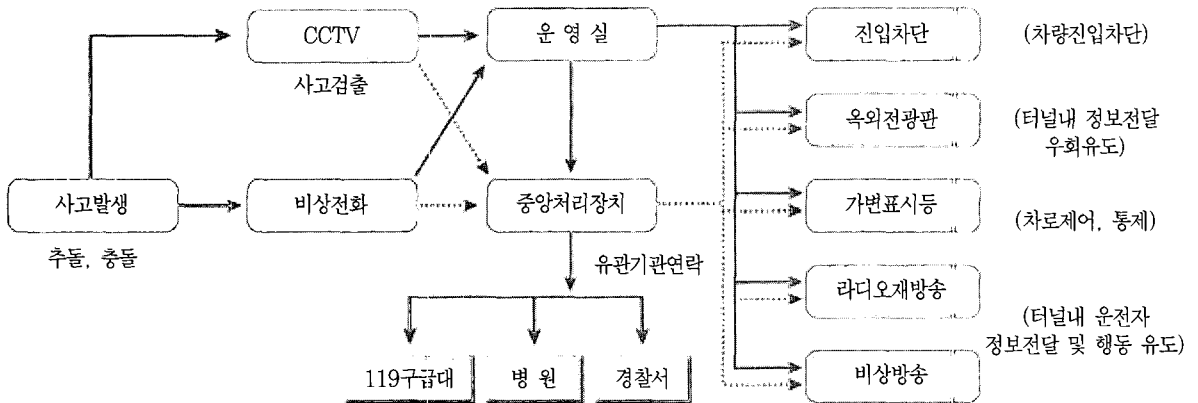 CCTV
운 영 실
진입차단
(차량진입차단)
사고검출
옥외전광판
(터널내 정보전달
우회유도)
사고발생
비상전화
중앙처리장치
가변표시등
(차로제어, 통제)
추돌, 충돌
유관기관연락
라디오재방송
(터널내 운전자
정보전달 및 행동 유도)
119구급대
병 원
경찰서
비상방송